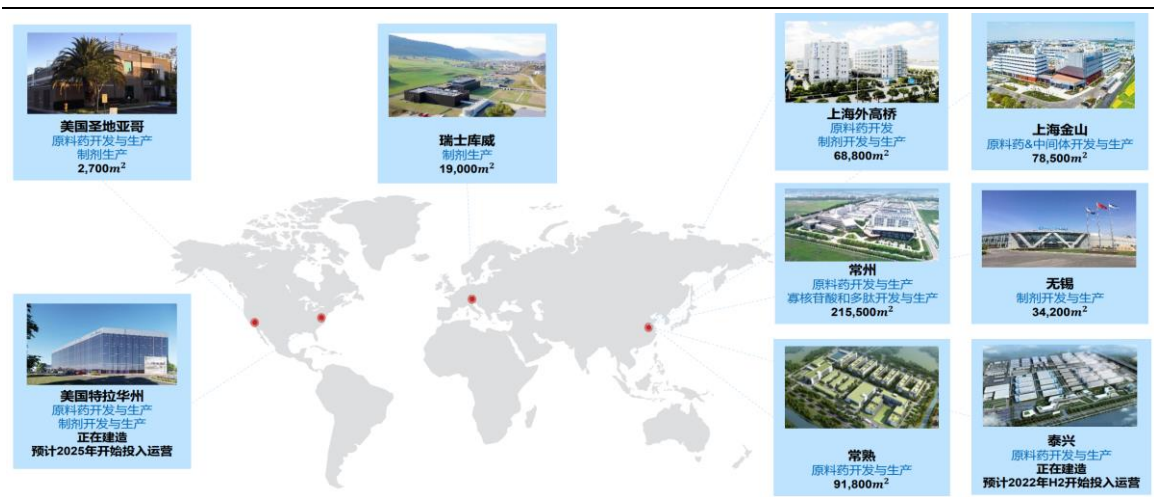 美国圣地亚哥
原料药开发与生产
制剂生产
2,700m²
瑞士库威
制剂生产
19,000m²
上海外高桥
原料药开发
制剂开发与生产
68,800m²
上海金山
原料药&中间体开发与生产
78,500m²
常州
原料药开发与生产
寡核苷酸和多肽开发与生产
215,500m²
无锡
制剂开发与生产
34,200m²
美国特拉华州
原料药开发与生产
制剂开发与生产
正在建造
预计2025年开始投入运营
常熟
原料药开发与生产
91,800m²
泰兴
原料药开发与生产
正在建造
预计2022年H2开始投入运营